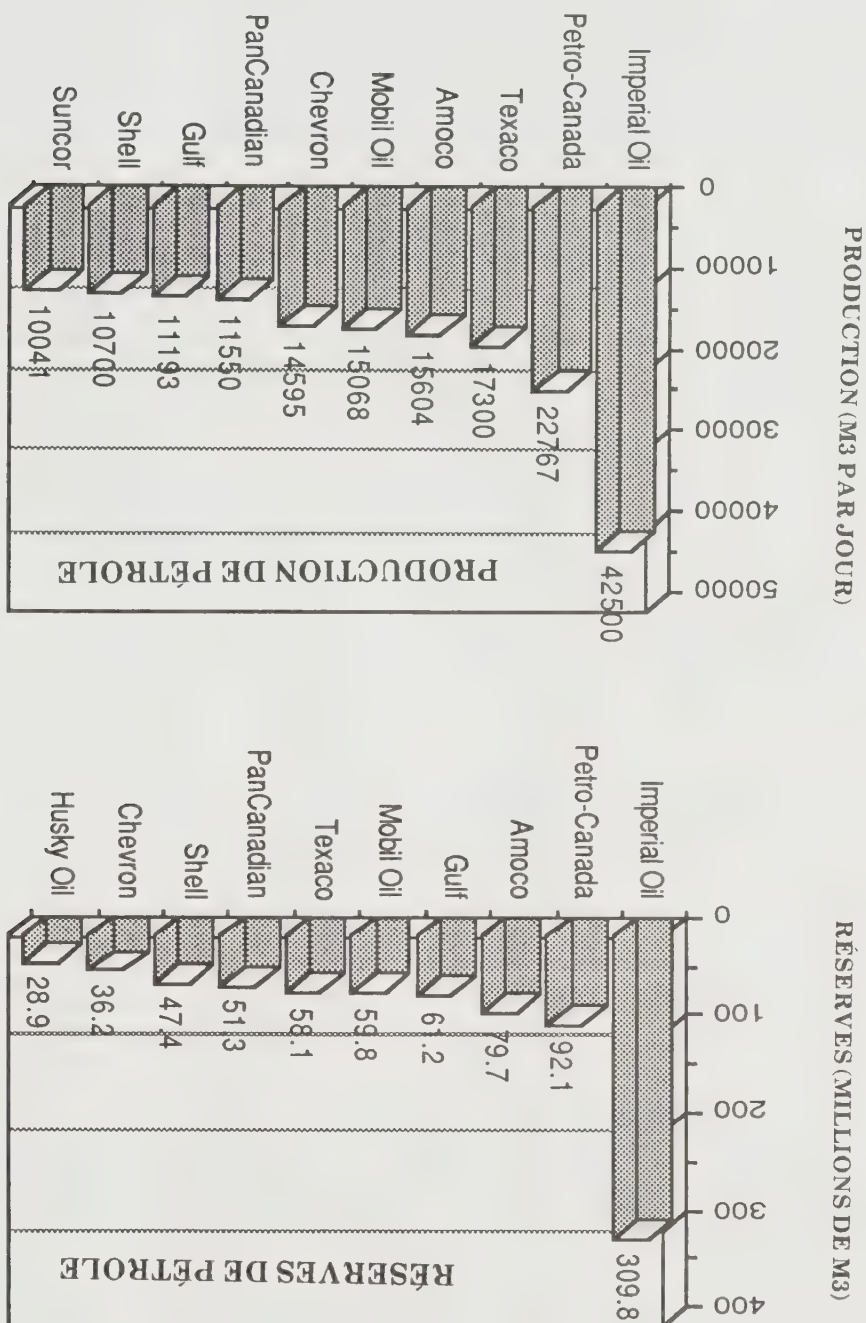 PRODUCTION (M3 PAR JOUR)
0
10000
20000
30000
40000
50000
Imperial Oil
Petro-Canada
Texaco
Amoco
Mobil Oil
Chevron
PanCanadian
Gulf
Shell
Suncor
42500
22767
17300
15604
15068
14595
11550
11193
10700
10041
PRODUCTION DE PÉTROLE
RÉSERVES (MILLIONS DE M3)
0
100
200
300
400
Imperial Oil
Petro-Canada
Amoco
Gulf
Mobil Oil
Texaco
PanCanadian
Shell
Chevron
Husky Oil
309.8
92.1
79.7
61.2
59.8
58.1
51.3
47.4
36.2
28.9
RÉSERVES DE PÉTROLE